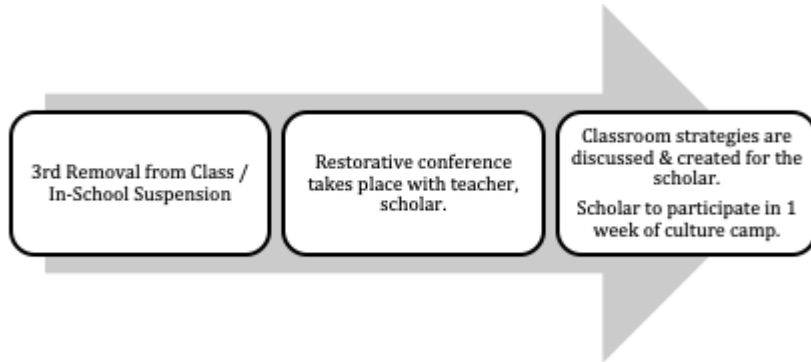 3rd Removal from Class /
In-School Suspension
Restorative conference
takes place with teacher,
scholar.
Classroom strategies are
discussed & created for the
scholar.
Scholar to participate in 1
week of culture camp.